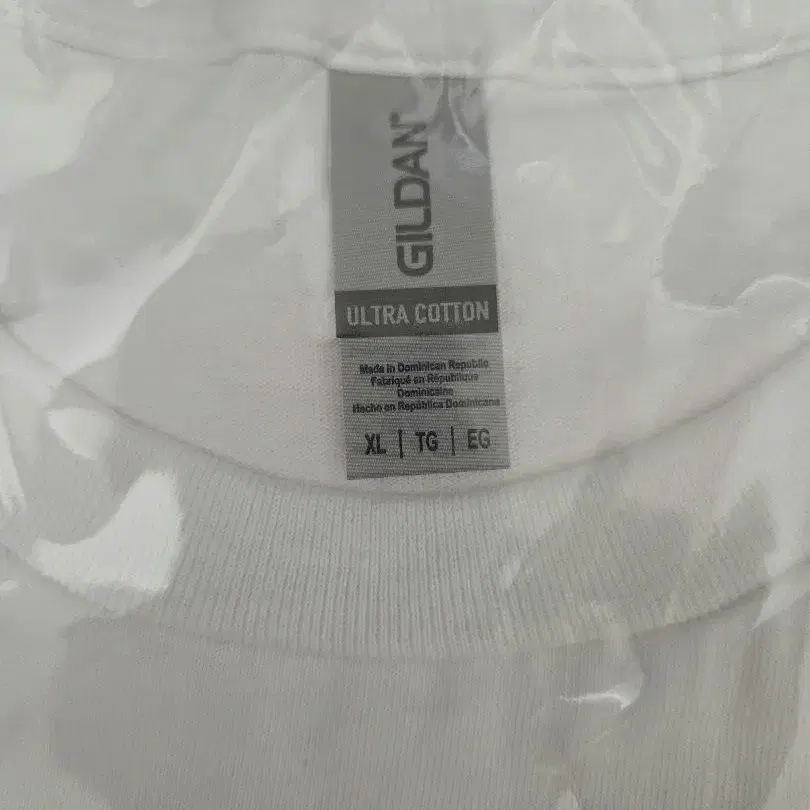 GILDAN
ULTRA COTTON
Made in Dominican Republic
Fabriqué en République
Dominicaine
Hecho en República Dominicana
XL | TG | EG